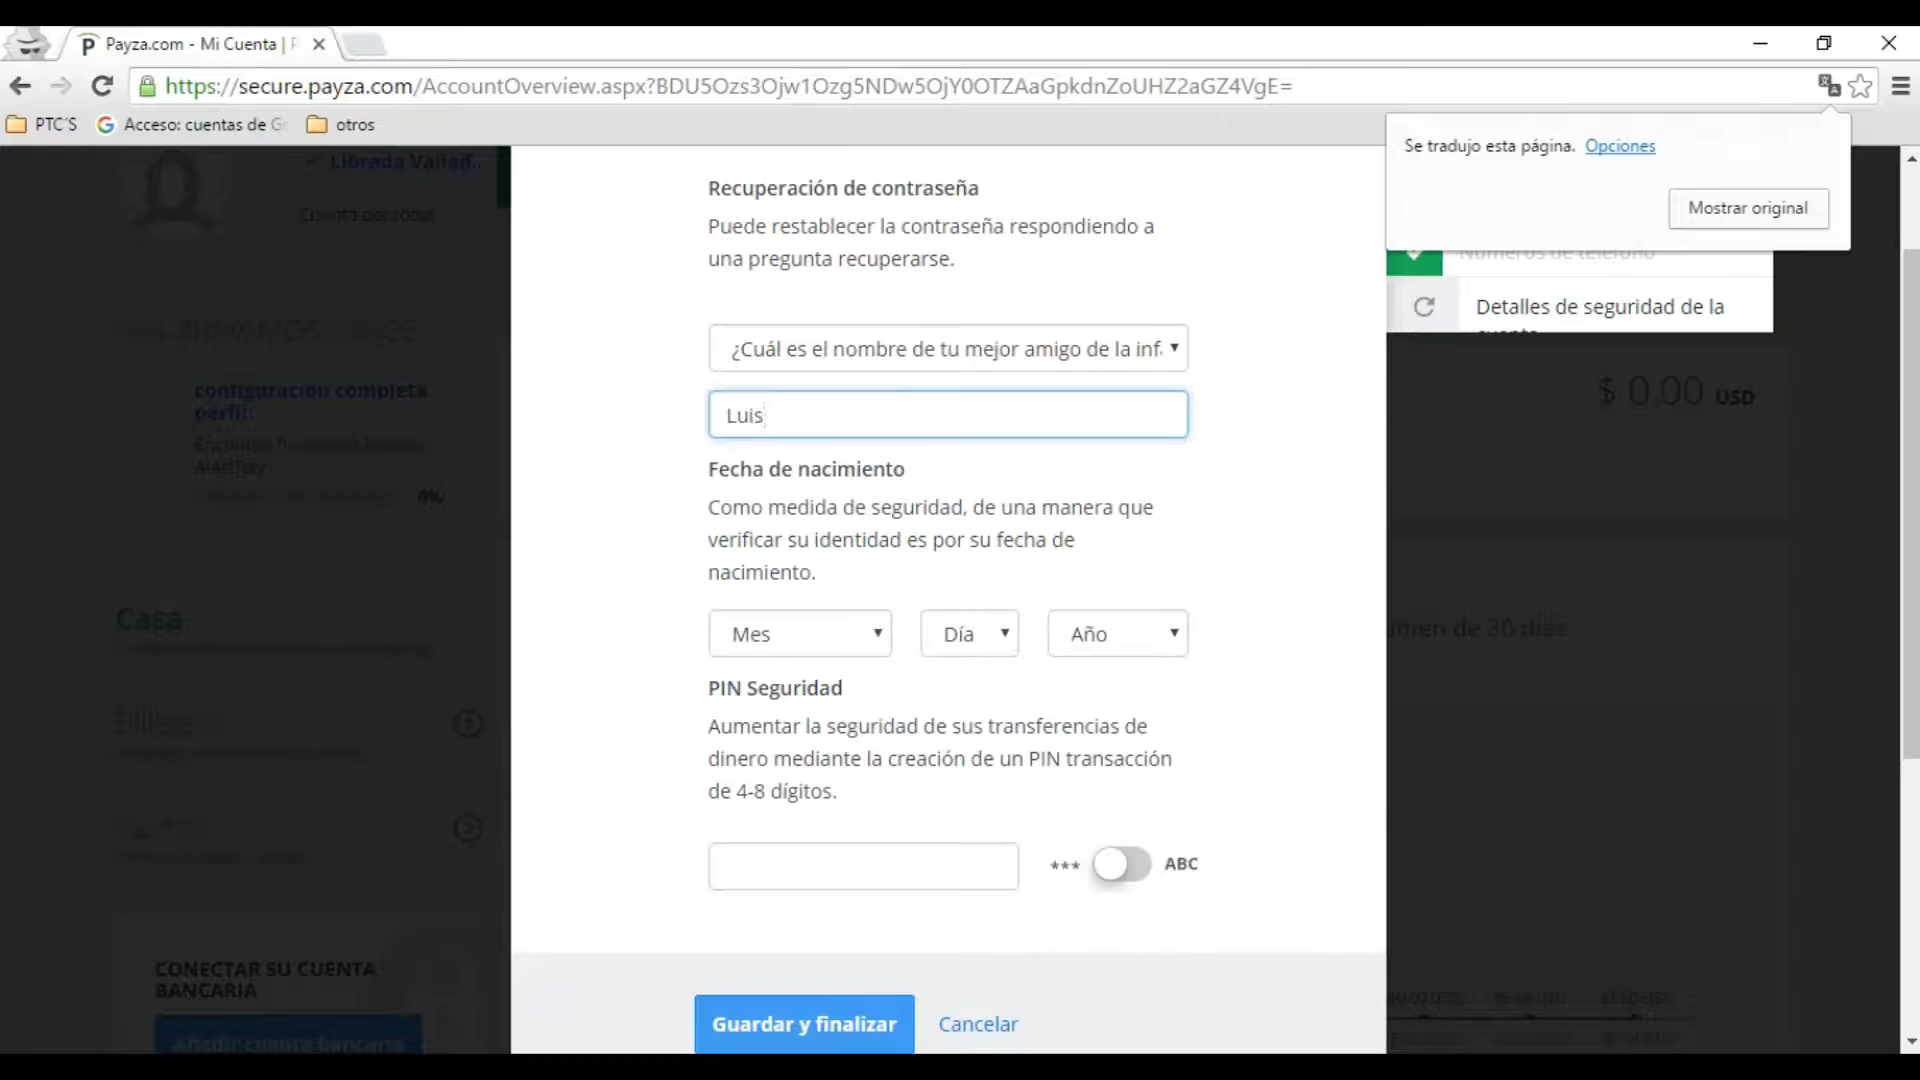 Payza.com - Mi Cuenta |
https://secure.payza.com/AccountOverview.aspx?BDU5Ozs3Ojw1Ozg5NDw5OjY0OTZAaGpkdnZoUHZ2aGZ4VgE=
PTC'S
Acceso: cuentas de G
otros
Se tradujo esta página. Opciones
Mostrar original
Librada Vallad..
Cuenta personal
Recuperación de contraseña
Puede restablecer la contraseña respondiendo a
una pregunta recuperarse.
Números de teléfono
Detalles de seguridad de la
cuenta
¿Cuál es el nombre de tu mejor amigo de la inf
Luis
configuración completa
perfil:
0%
$ 0.00 USD
Fecha de nacimiento
Como medida de seguridad, de una manera que
verificar su identidad es por su fecha de
nacimiento.
Mes
Día
Año
Casa
de 30 días
PIN Seguridad
Aumentar la seguridad de sus transferencias de
dinero mediante la creación de un PIN transacción
de 4-8 dígitos.
*** ABC
CONECTAR SU CUENTA
BANCARIA
Añadir cuenta bancaria
Guardar y finalizar
Cancelar